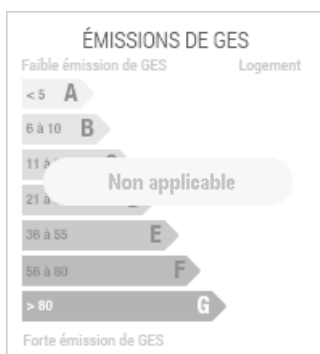 ÉMISSIONS DE GES
Faible émission de GES Logement
< 5 A
6 à 10 B
11 à
Non applicable
21 à
36 à 55 E
56 à 80 F
> 80 G
Forte émission de GES